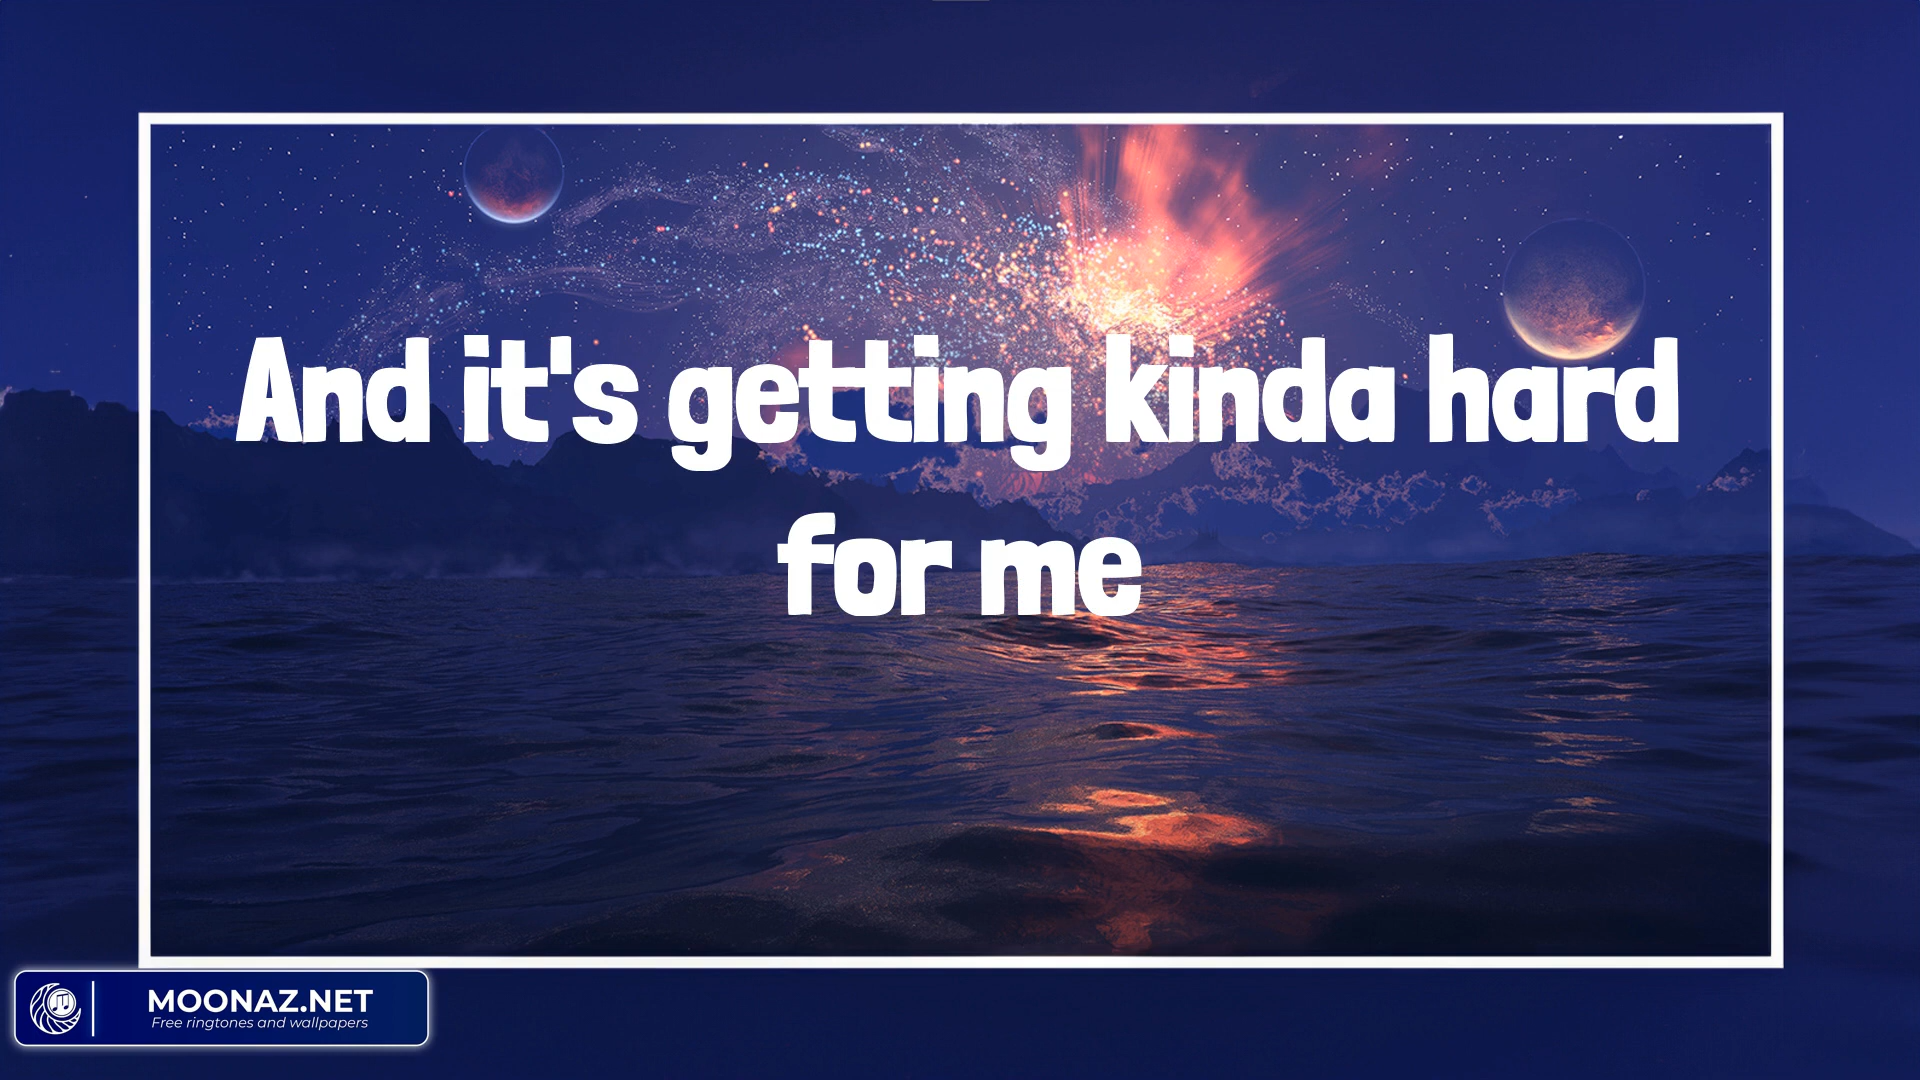 And it's getting kinda hard
for me
MOONAZ.NET
Free ringtones and wallpapers